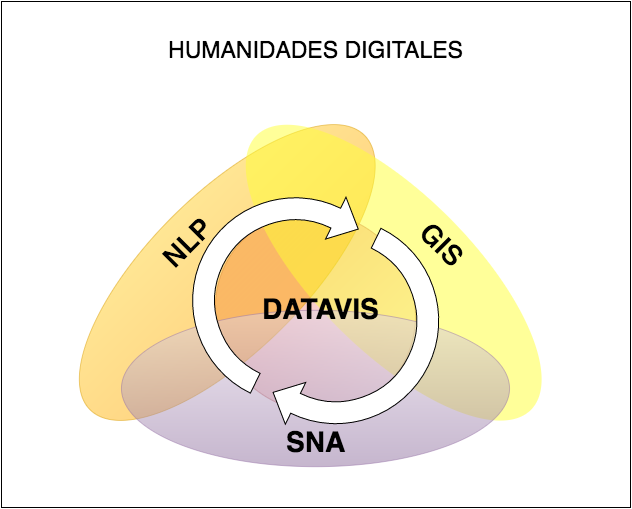 HUMANIDADES DIGITALES
NLP
GIS
DATAVIS
SNA